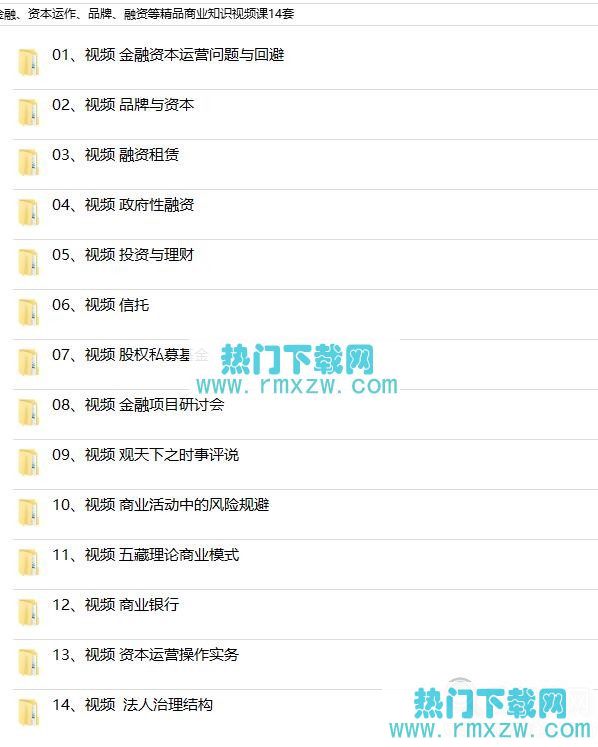 金融、资本运作、品牌、融资等精品商业知识视频课14套
01、视频 金融资本运营问题与回避
02、视频 品牌与资本
03、视频 融资租赁
04、视频 政府性融资
05、视频 投资与理财
06、视频 信托
07、视频 股权私募基金
热门下载网
www.rmxzw.com
08、视频 金融项目研讨会
09、视频 观天下之时事评说
10、视频 商业活动中的风险规避
11、视频 五藏理论商业模式
12、视频 商业银行
13、视频 资本运营操作实务
14、视频 法人治理结构
热门下载网
www.rmxzw.com